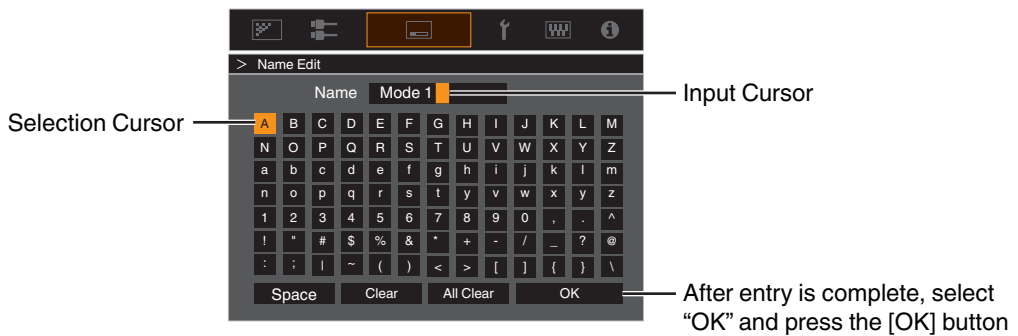 > Name Edit
Name Mode 1
Input Cursor
Selection Cursor
A B C D E F G H I J K L M
N O P Q R S T U V W X Y Z
a b c d e f g h i j k l m
n o p q r s t y v w x y z
1 2 3 4 5 6 7 8 9 0 , . ^
! " # $ % & * + - / _ ? @
: ; | ~ ( ) < > [ ] { } \
Space Clear All Clear OK
After entry is complete, select
“OK” and press the [OK] button